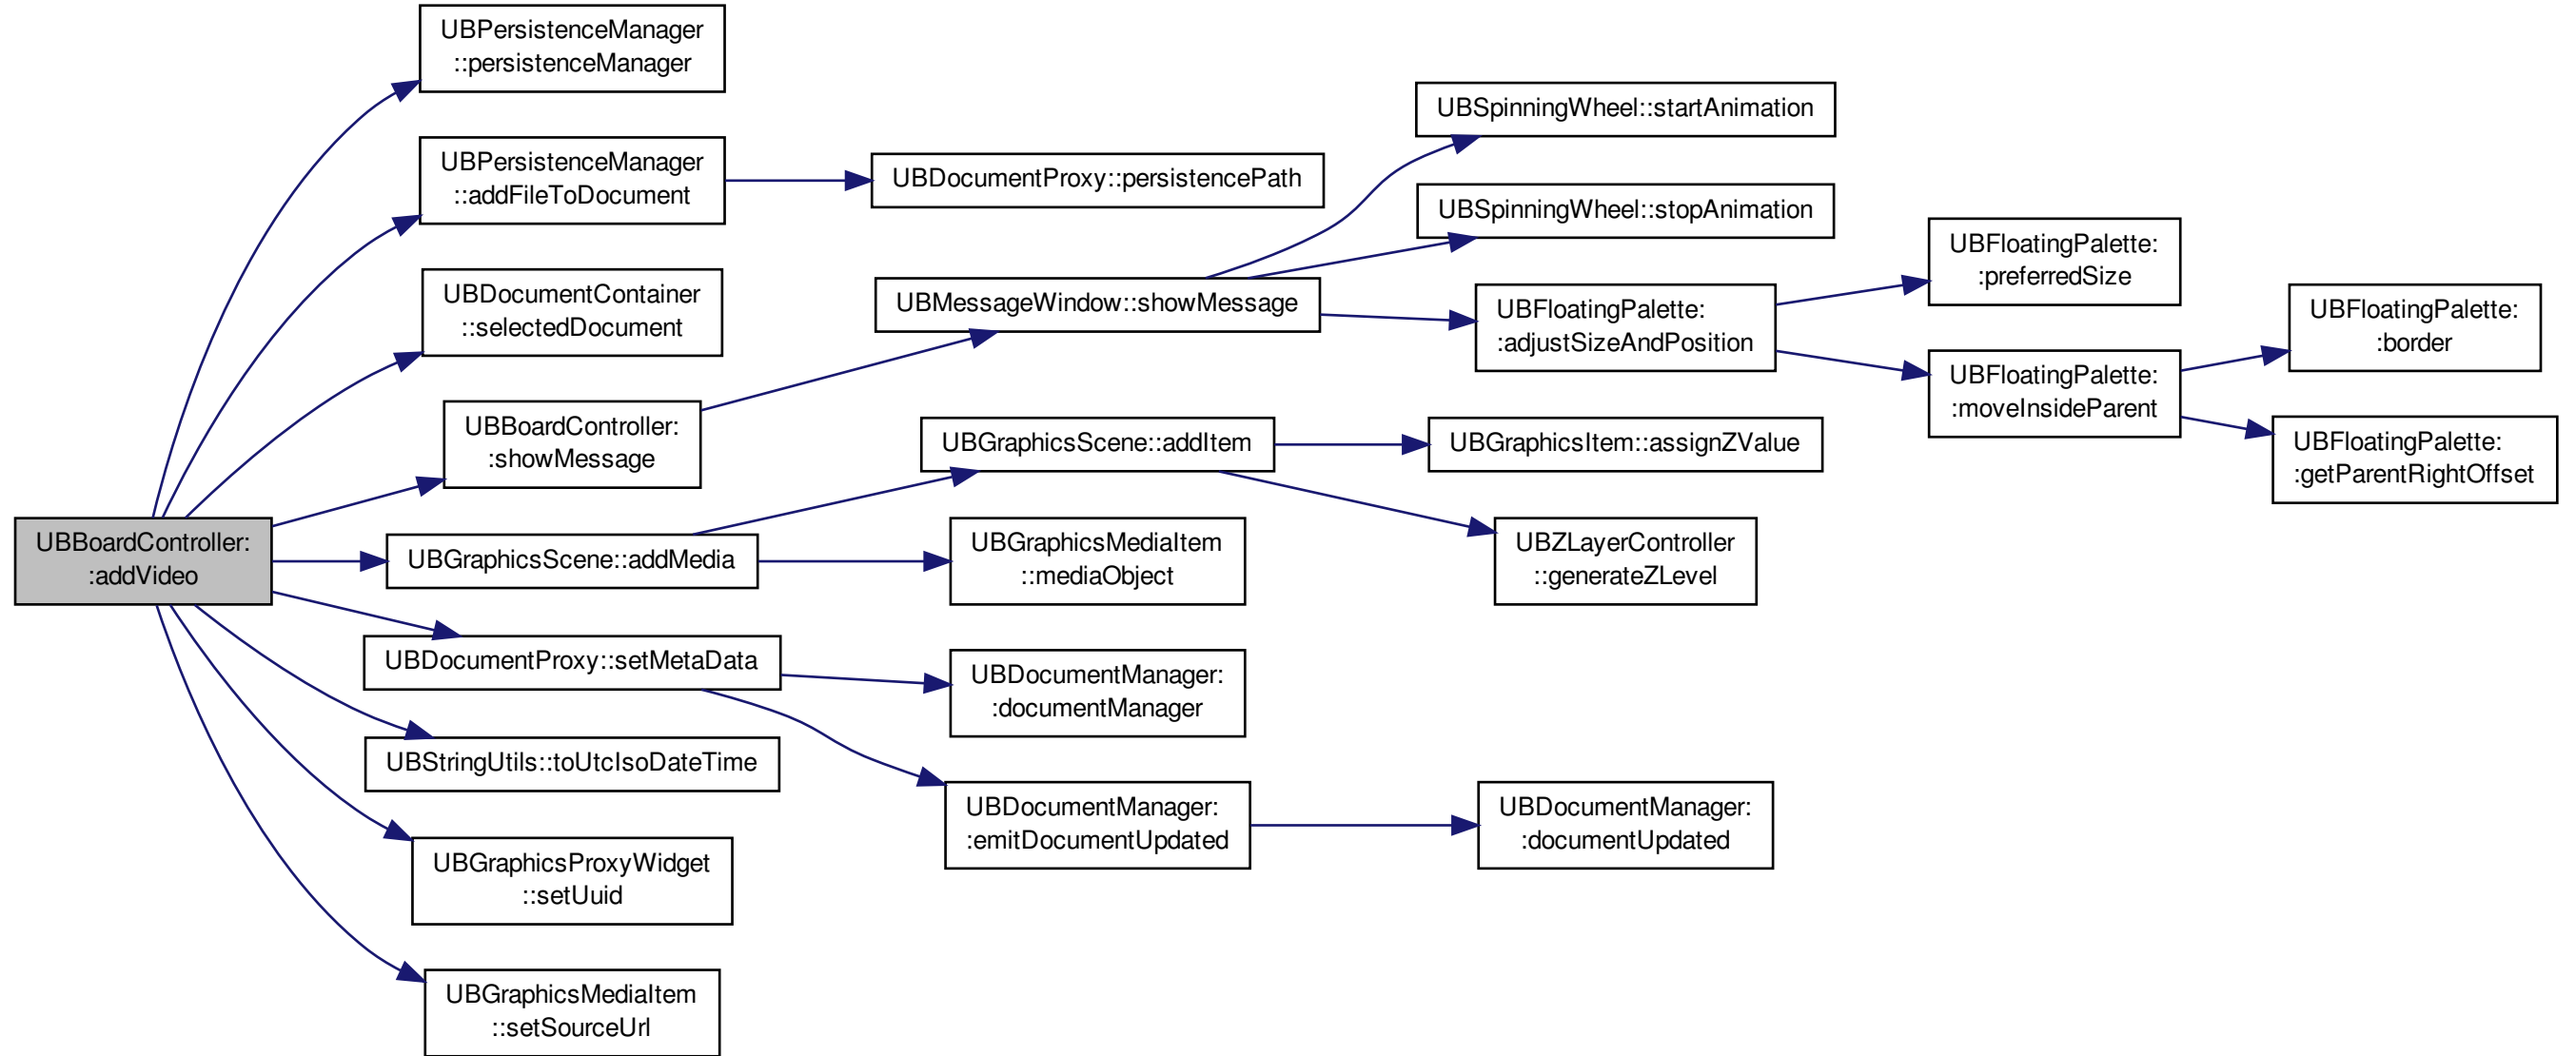 UBPersistenceManager
::persistenceManager
UBPersistenceManager
::addFileToDocument
UBDocumentContainer
::selectedDocument
UBBoardController:
:showMessage
UBBoardController:
:addVideo
UBGraphicsScene::addMedia
UBDocumentProxy::setMetaData
UBStringUtils::toUtcIsoDateTime
UBGraphicsProxyWidget
::setUuid
UBGraphicsMediaItem
::setSourceUrl
UBDocumentProxy::persistencePath
UBMessageWindow::showMessage
UBGraphicsScene::addItem
UBGraphicsMediaItem
::mediaObject
UBDocumentManager:
:documentManager
UBDocumentManager:
:emitDocumentUpdated
UBSpinningWheel::startAnimation
UBSpinningWheel::stopAnimation
UBFloatingPalette:
:adjustSizeAndPosition
UBGraphicsItem::assignZValue
UBZLayerController
::generateZLevel
UBDocumentManager:
:documentUpdated
UBFloatingPalette:
:preferredSize
UBFloatingPalette:
:moveInsideParent
UBFloatingPalette:
:border
UBFloatingPalette:
:getParentRightOffset